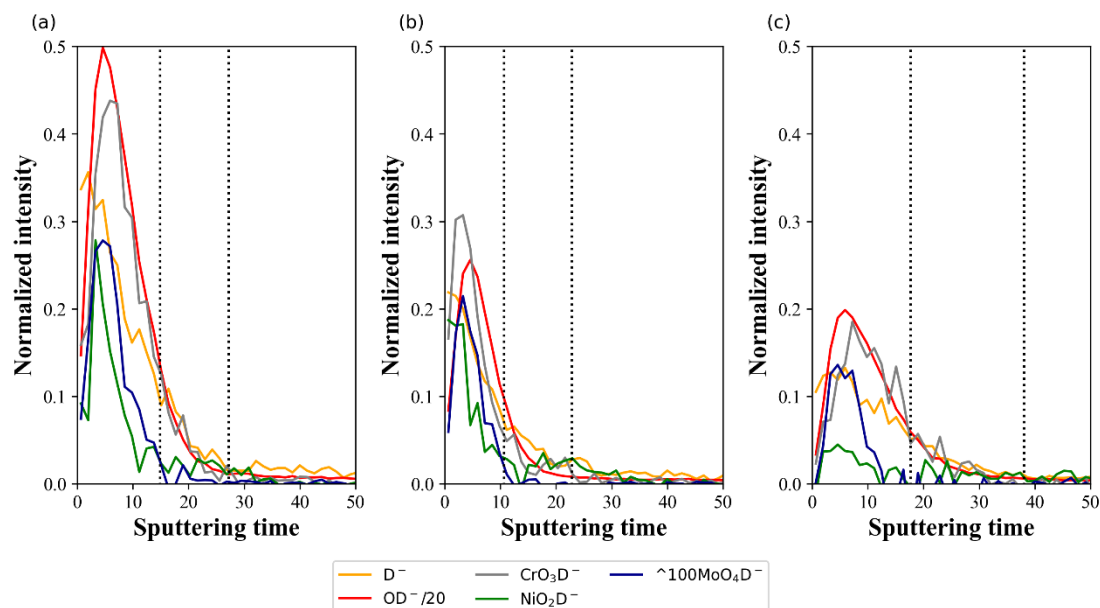 (a)
(b)
(c)
0.5
0.4
0.3
0.2
0.1
0.0
Normalized intensity
0 10 20 30 40 50
Sputtering time
0.5
0.4
0.3
0.2
0.1
0.0
Normalized intensity
0 10 20 30 40 50
Sputtering time
0.5
0.4
0.3
0.2
0.1
0.0
Normalized intensity
0 10 20 30 40 50
Sputtering time
D⁻
OD⁻/20
CrO₃D⁻
NiO₂D⁻
^100MoO₄D⁻